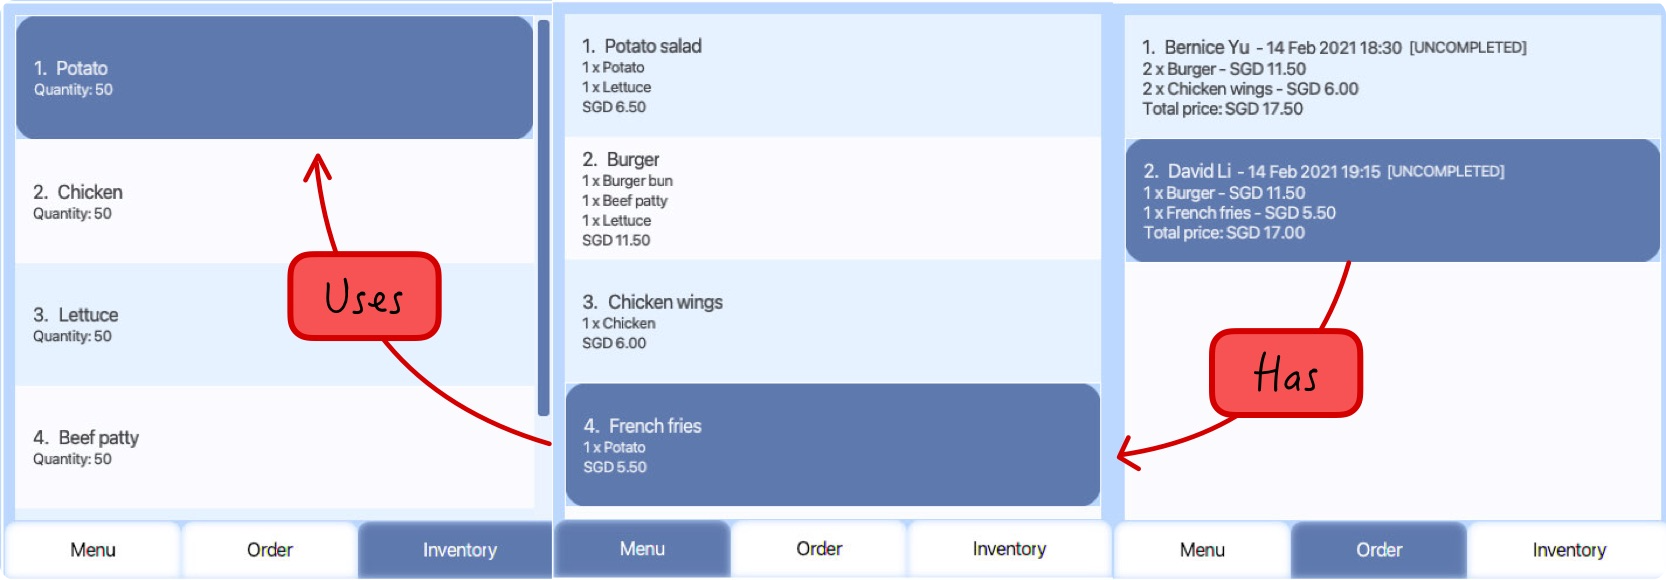 1. Potato
Quantity: 50
2. Chicken
Quantity: 50
3. Lettuce
Quantity: 50
4. Beef patty
Quantity: 50
Menu
Order
Inventory
Uses
1. Potato salad
1 x Potato
1 x Lettuce
SGD 6.50
2. Burger
1 x Burger bun
1 x Beef patty
1 x Lettuce
SGD 11.50
3. Chicken wings
1 x Chicken
SGD 6.00
4. French fries
1 x Potato
SGD 5.50
Menu
Order
Inventory
1. Bernice Yu - 14 Feb 2021 18:30 [UNCOMPLETED]
2 x Burger - SGD 11.50
2 x Chicken wings - SGD 6.00
Total price: SGD 17.50
2. David Li - 14 Feb 2021 19:15 [UNCOMPLETED]
1 x Burger - SGD 11.50
1 x French fries - SGD 5.50
Total price: SGD 17.00
Has
Menu
Order
Inventory